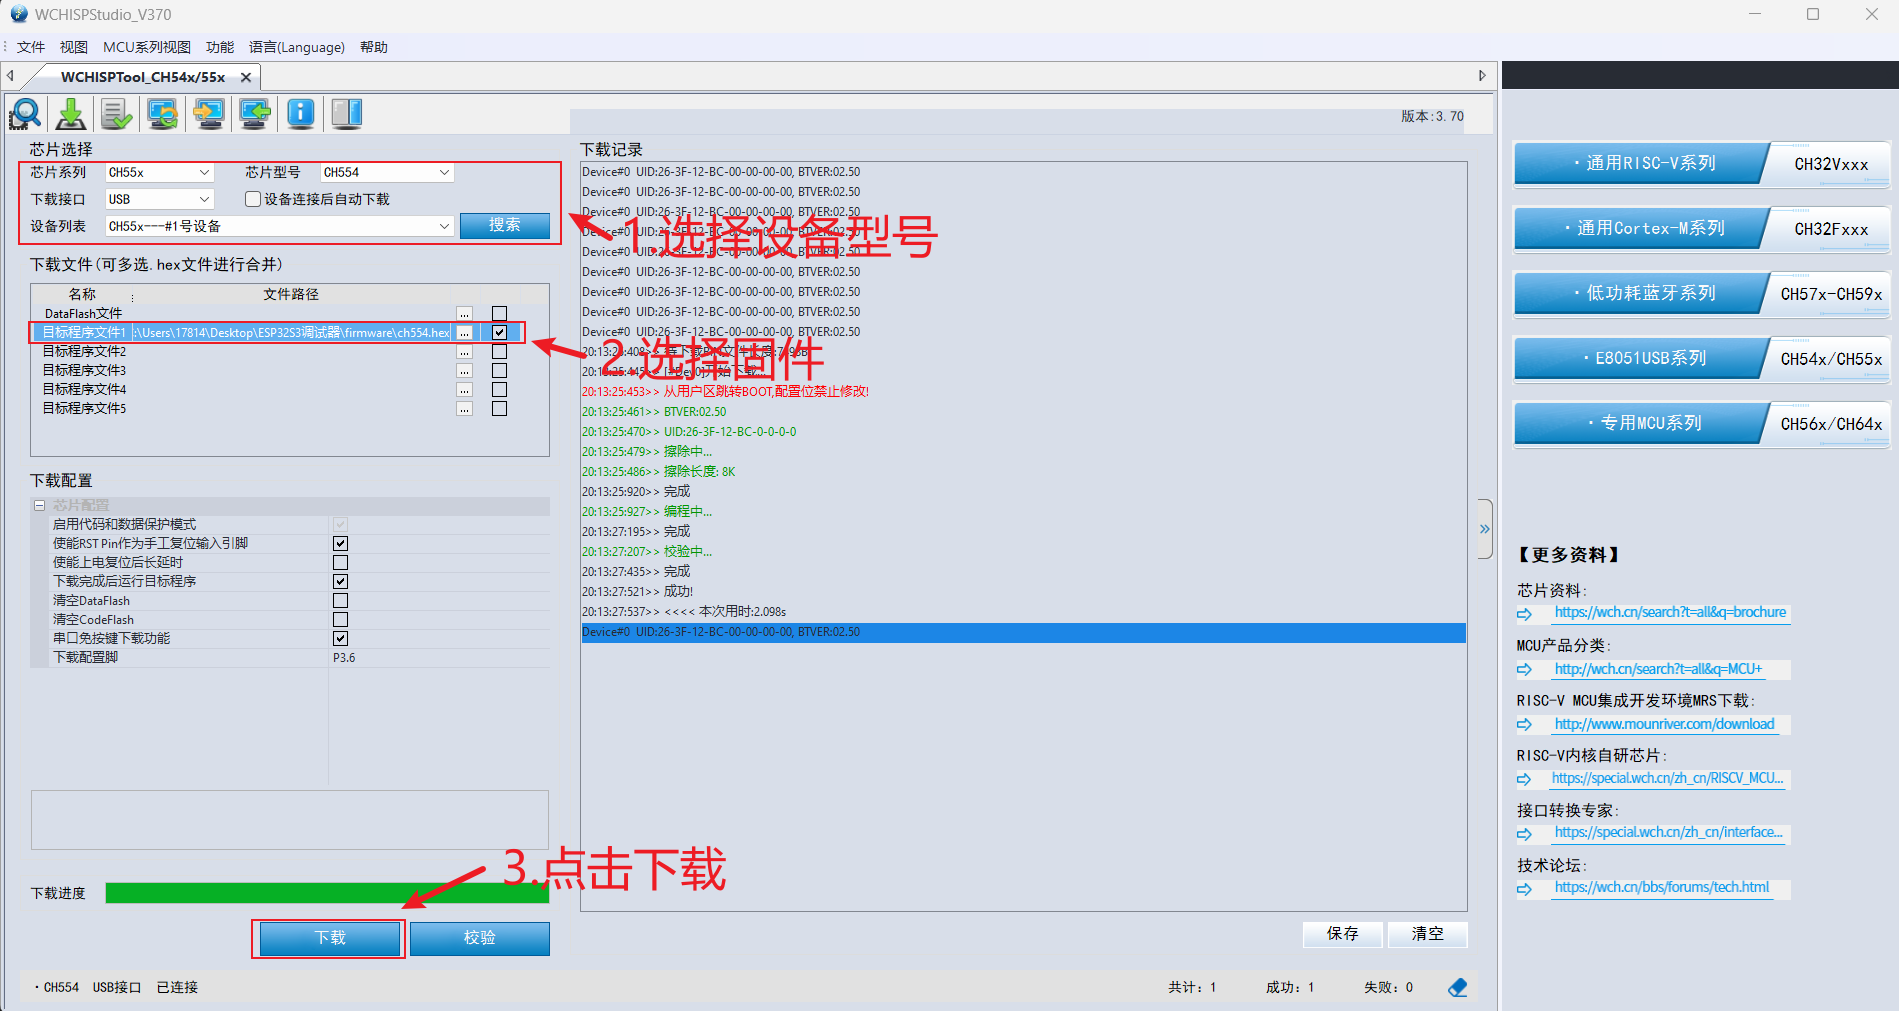 WCHISPStudio_V370
文件 视图 MCU系列视图 功能 语言(Language) 帮助
WCHISPTool_CH54x/55x
版本:3.70
芯片选择
芯片系列 CH55x 芯片型号 CH554
下载接口 USB 设备连接后自动下载
设备列表 CH55x---#1号设备 搜索
1.选择设备型号
下载文件(可多选.hex文件进行合并)
名称 文件路径
DataFlash文件 ...
目标程序文件1 :\Users\17814\Desktop\ESP32S3调试器\firmware\ch554.hex ...
目标程序文件2 ...
目标程序文件3 ...
目标程序文件4 ...
目标程序文件5 ...
2.选择固件
下载配置
芯片配置
启用代码和数据保护模式
使能RST Pin作为手工复位输入引脚
使能上电复位后长延时
下载完成后运行目标程序
清空DataFlash
清空CodeFlash
串口免按键下载功能
下载配置脚 P3.6
3.点击下载
下载进度
下载 校验
下载记录
Device#0 UID:26-3F-12-BC-00-00-00-00, BTVER:02.50
Device#0 UID:26-3F-12-BC-00-00-00-00, BTVER:02.50
Device#0 UID:26-3F-12-BC-00-00-00-00, BTVER:02.50
Device#0 UID:26-3F-12-BC-00-00-00-00, BTVER:02.50
Device#0 UID:26-3F-12-BC-00-00-00-00, BTVER:02.50
Device#0 UID:26-3F-12-BC-00-00-00-00, BTVER:02.50
Device#0 UID:26-3F-12-BC-00-00-00-00, BTVER:02.50
Device#0 UID:26-3F-12-BC-00-00-00-00, BTVER:02.50
Device#0 UID:26-3F-12-BC-00-00-00-00, BTVER:02.50
20:13:25:408>> 待下载
20:13:25:445>> [#Dev0]开始下载...
20:13:25:453>> 从用户区跳转BOOT,配置位禁止修改!
20:13:25:461>> BTVER:02.50
20:13:25:470>> UID:26-3F-12-BC-0-0-0-0
20:13:25:479>> 擦除中...
20:13:25:486>> 擦除长度: 8K
20:13:25:920>> 完成
20:13:25:927>> 编程中...
20:13:27:195>> 完成
20:13:27:207>> 校验中...
20:13:27:435>> 完成
20:13:27:521>> 成功!
20:13:27:537>> <<<< 本次用时:2.098s
Device#0 UID:26-3F-12-BC-00-00-00-00, BTVER:02.50
保存 清空
·通用RISC-V系列 CH32Vxxx
·通用Cortex-M系列 CH32Fxxx
·低功耗蓝牙系列 CH57x-CH59x
·E8051USB系列 CH54x/CH55x
·专用MCU系列 CH56x/CH64x
【更多资料】
芯片资料:
https://wch.cn/search?t=all&q=brochure
MCU产品分类:
http://wch.cn/search?t=all&q=MCU+
RISC-V MCU集成开发环境MRS下载:
http://www.mounriver.com/download
RISC-V内核自研芯片:
https://special.wch.cn/zh_cn/RISCV_MCU...
接口转换专家:
https://special.wch.cn/zh_cn/interface...
技术论坛:
https://wch.cn/bbs/forums/tech.html
·CH554 USB接口 已连接 共计: 1 成功: 1 失败: 0